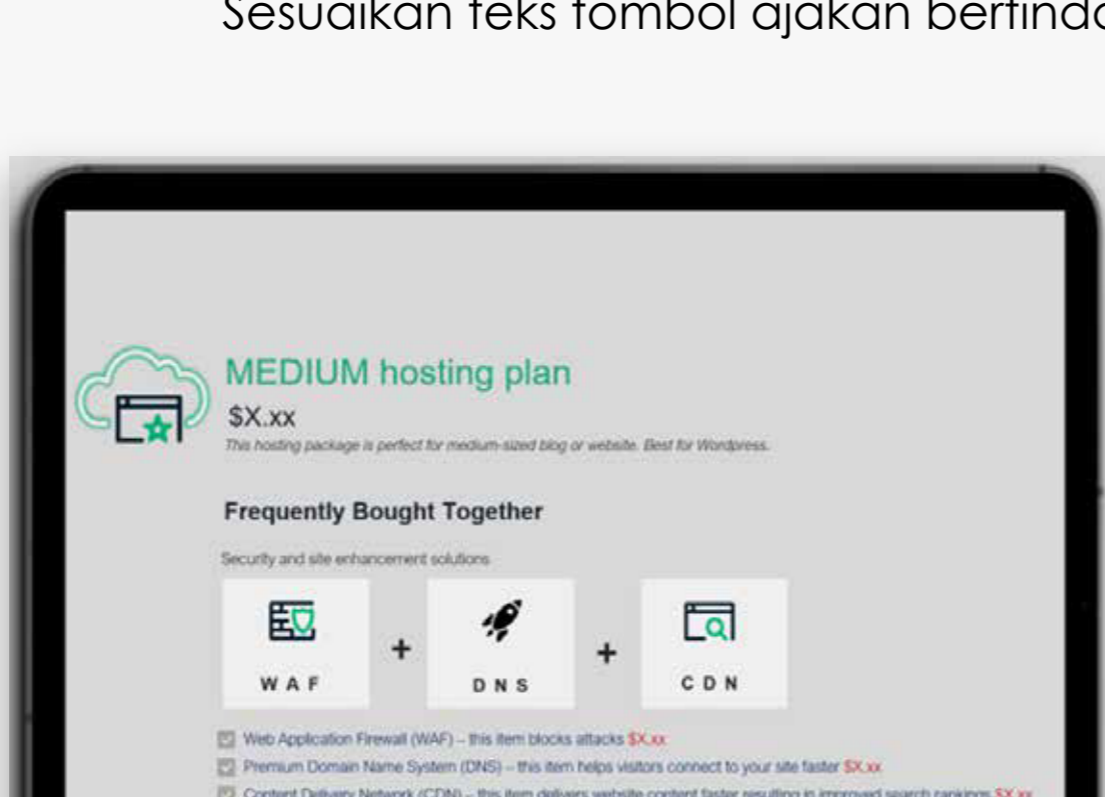 Sesuaikan teks tombol ajakan bertinda
MEDIUM hosting plan
$X.xx
This hosting package is perfect for medium-sized blog or website. Best for Wordpress.
Frequently Bought Together
Security and site enhancement solutions
WAF + DNS + CDN
Web Application Firewall (WAF) – this item blocks attacks $X.xx
Premium Domain Name System (DNS) – this item helps visitors connect to your site faster $X.xx
Content Delivery Network (CDN) – this item delivers website content faster resulting in improved search rankings $X.xx